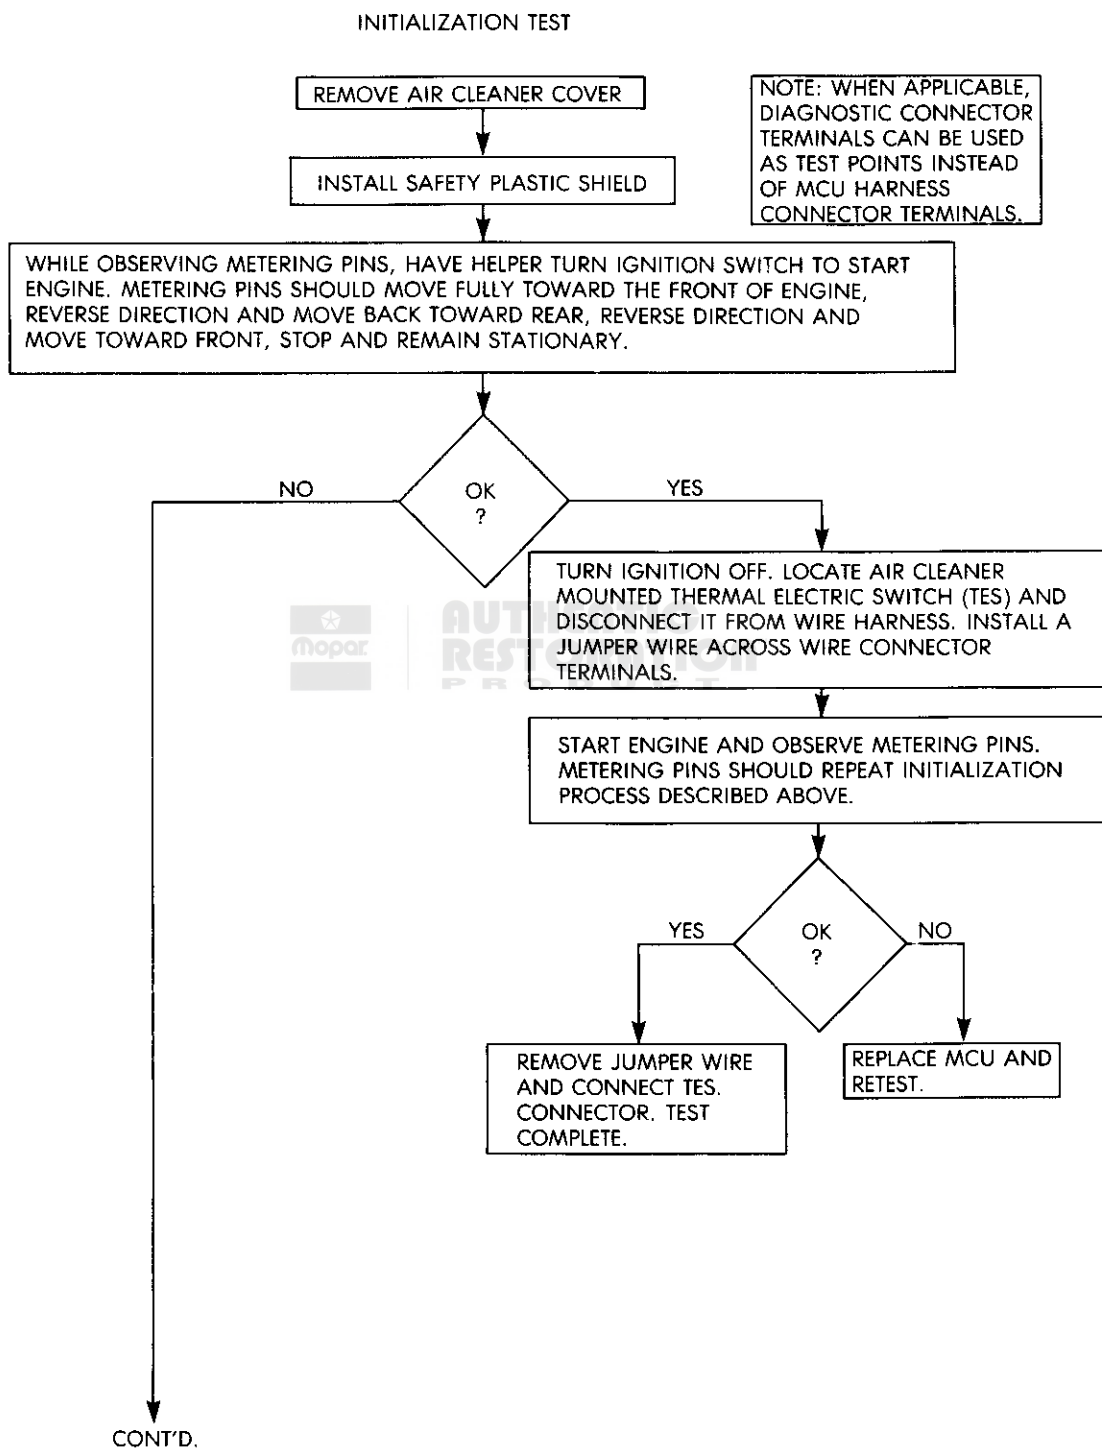 INITIALIZATION TEST
REMOVE AIR CLEANER COVER
NOTE: WHEN APPLICABLE,
DIAGNOSTIC CONNECTOR
TERMINALS CAN BE USED
AS TEST POINTS INSTEAD
OF MCU HARNESS
CONNECTOR TERMINALS.
INSTALL SAFETY PLASTIC SHIELD
WHILE OBSERVING METERING PINS, HAVE HELPER TURN IGNITION SWITCH TO START
ENGINE. METERING PINS SHOULD MOVE FULLY TOWARD THE FRONT OF ENGINE,
REVERSE DIRECTION AND MOVE BACK TOWARD REAR, REVERSE DIRECTION AND
MOVE TOWARD FRONT, STOP AND REMAIN STATIONARY.
NO
OK
?
YES
TURN IGNITION OFF. LOCATE AIR CLEANER
MOUNTED THERMAL ELECTRIC SWITCH (TES) AND
DISCONNECT IT FROM WIRE HARNESS. INSTALL A
JUMPER WIRE ACROSS WIRE CONNECTOR
TERMINALS.
Mopar
AUTHENTIC
RESTORATION
PRODUCT
START ENGINE AND OBSERVE METERING PINS.
METERING PINS SHOULD REPEAT INITIALIZATION
PROCESS DESCRIBED ABOVE.
YES
OK
?
NO
REMOVE JUMPER WIRE
AND CONNECT TES.
CONNECTOR. TEST
COMPLETE.
REPLACE MCU AND
RETEST.
CONT'D.